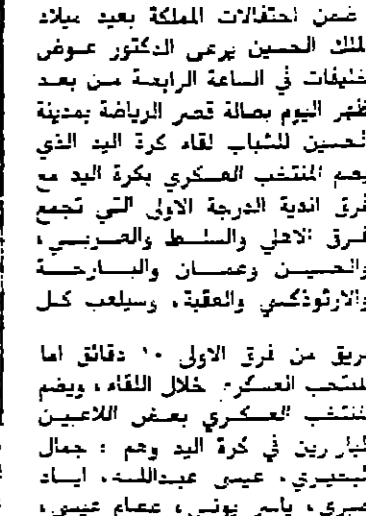 ضمن احتفالات المملكة بعيد ميلاد
الملك الحسين يرعى الدكتور عوض
خليفات في الساعة الرابعة من بعد
ظهر اليوم بصالة قصر الرياضة بمدينة
الحسين للشباب لقاء كرة اليد الذي
يضم المنتخب العسكري بكرة اليد مع
فرق اندية الدرجة الاولى التي تجمع
فرق الاهلي والسلط والعربي،
والحسين وعمان والبارحة
والارثوذكسي والعقبة، وسيلعب كل
فريق من فرق الاولى ١٠ دقائق اما
المنتخب العسكري خلال اللقاء، ويضم
المنتخب العسكري بعض اللاعبين
البارزين في كرة اليد وهم : جمال
عيسى عبدالله، اياد
صبري، ياسر يونس، عصام عيسى،